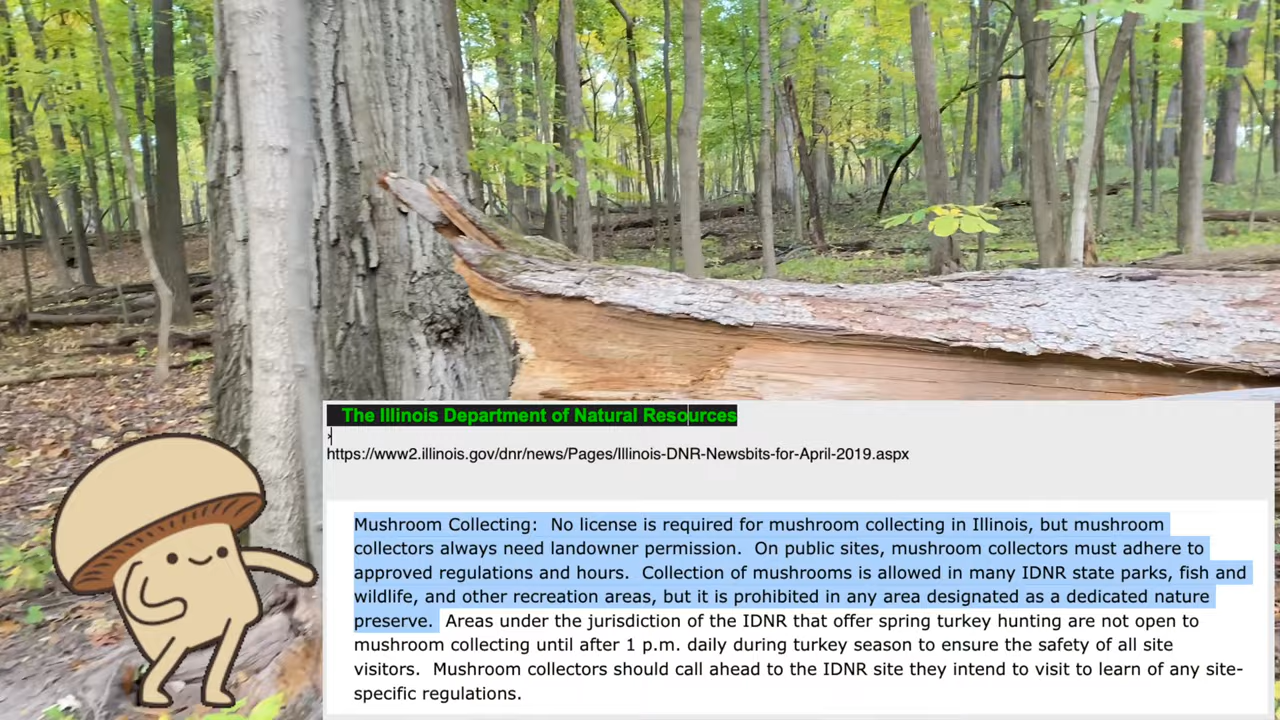 The Illinois Department of Natural Resources
https://www2.illinois.gov/dnr/news/Pages/Illinois-DNR-Newsbits-for-April-2019.aspx
Mushroom Collecting:  No license is required for mushroom collecting in Illinois, but mushroom
collectors always need landowner permission.  On public sites, mushroom collectors must adhere to
approved regulations and hours.  Collection of mushrooms is allowed in many IDNR state parks, fish and
wildlife, and other recreation areas, but it is prohibited in any area designated as a dedicated nature
preserve.  Areas under the jurisdiction of the IDNR that offer spring turkey hunting are not open to
mushroom collecting until after 1 p.m. daily during turkey season to ensure the safety of all site
visitors.  Mushroom collectors should call ahead to the IDNR site they intend to visit to learn of any site-
specific regulations.